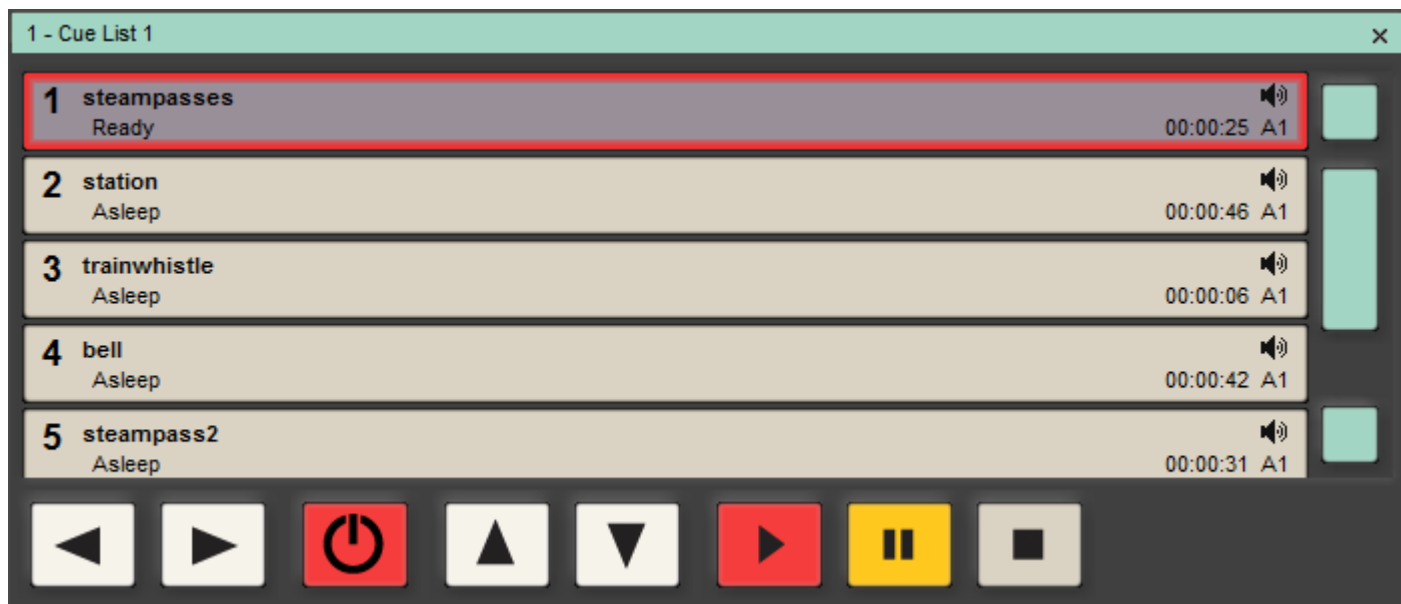 1 - Cue List 1
1 steampasses
Ready 00:00:25 A1
2 station
Asleep 00:00:46 A1
3 trainwhistle
Asleep 00:00:06 A1
4 bell
Asleep 00:00:42 A1
5 steampass2
Asleep 00:00:31 A1